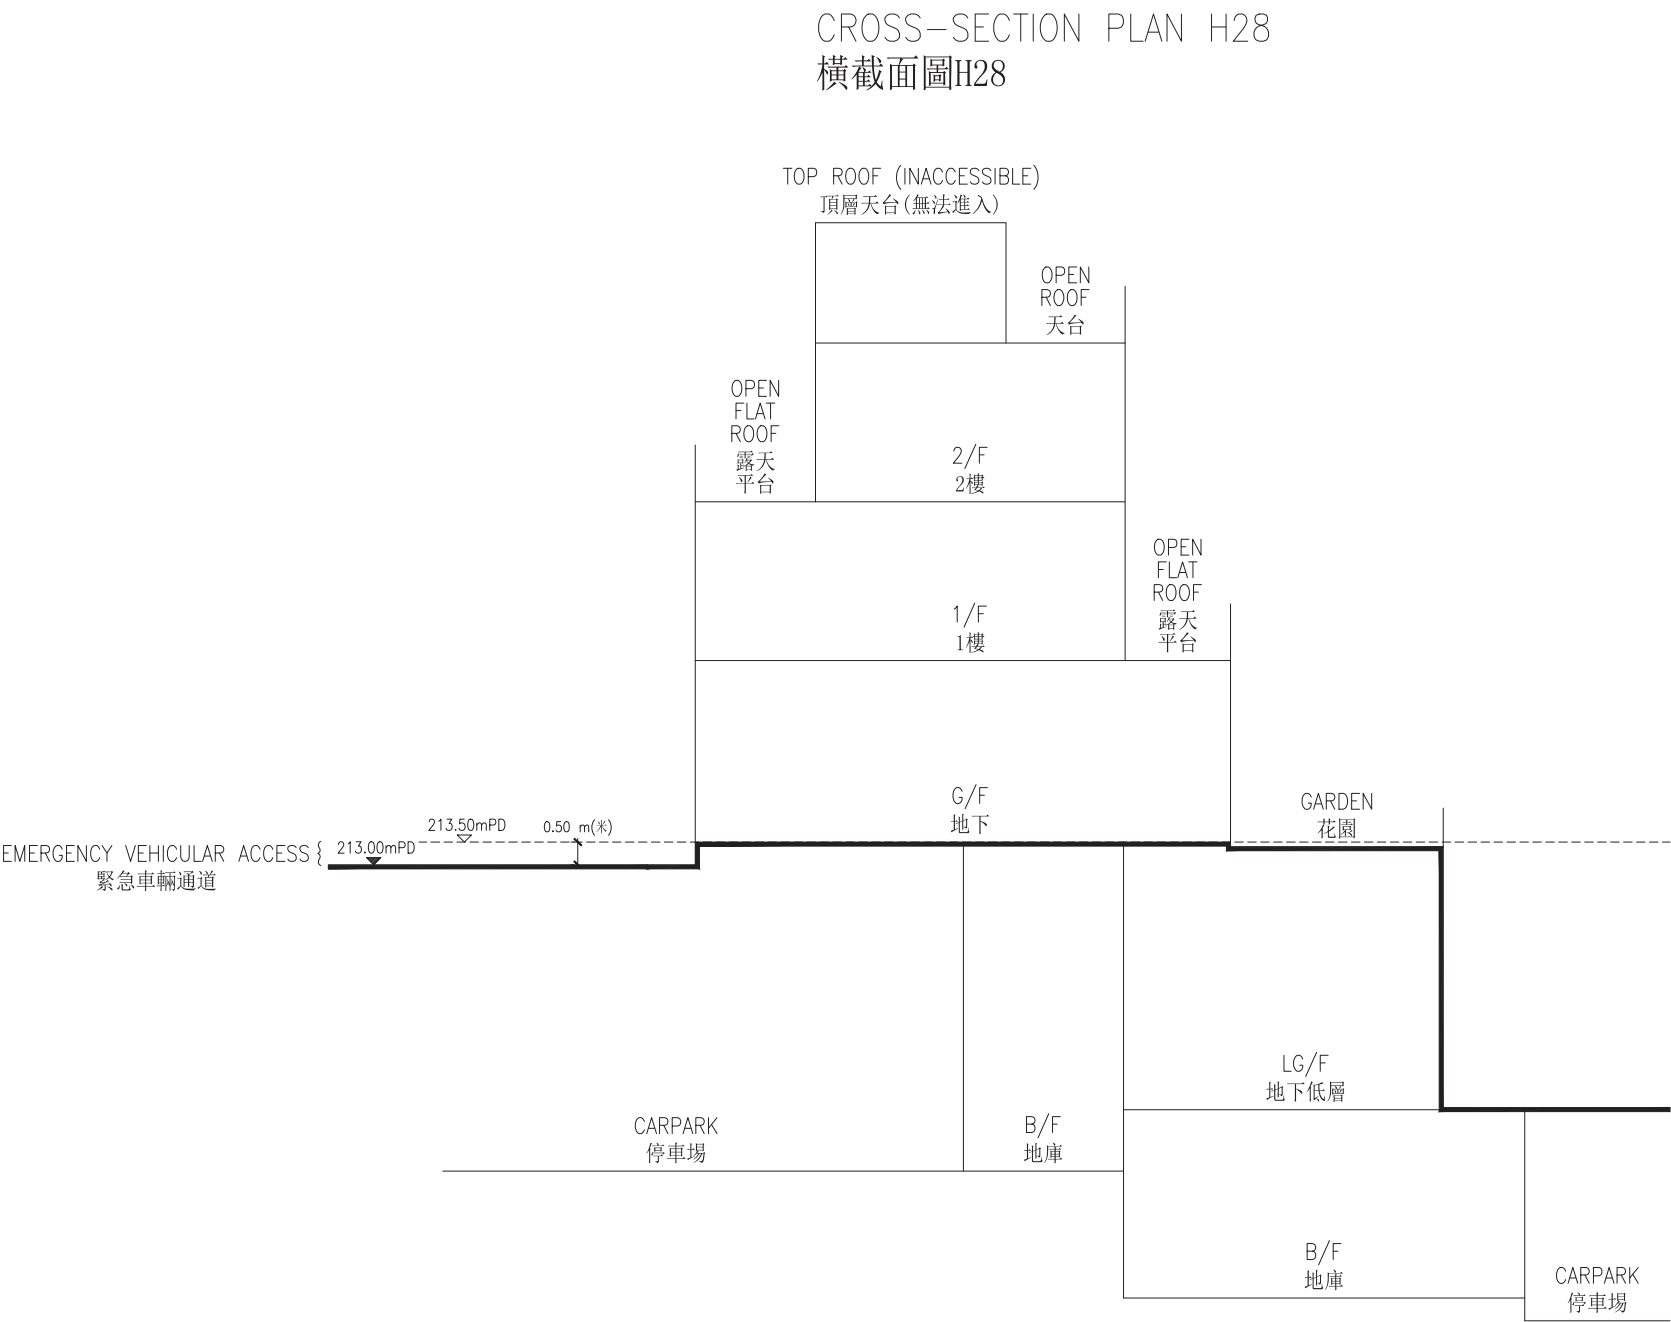 CROSS-SECTION PLAN H28
橫截面圖H28
TOP ROOF (INACCESSIBLE)
頂層天台(無法進入)
OPEN
ROOF
天台
OPEN
FLAT
ROOF
露天
平台
2/F
2樓
OPEN
FLAT
ROOF
露天
平台
1/F
1樓
G/F
地下
GARDEN
花園
213.50mPD
0.50 m(米)
213.00mPD
EMERGENCY VEHICULAR ACCESS
緊急車輛通道
LG/F
地下低層
CARPARK
停車場
B/F
地庫
B/F
地庫
CARPARK
停車場